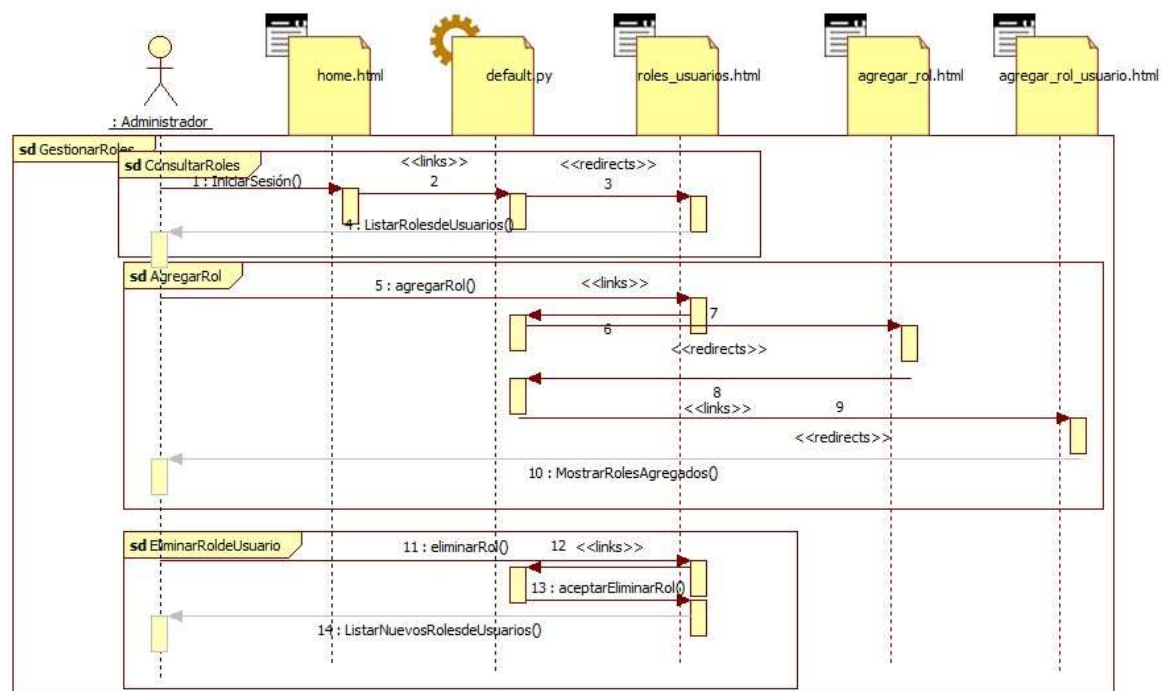 home.html
default.py
roles_usuarios.html
agregar_rol.html
agregar_rol_usuario.html
: Administrador
sd GestionarRoles
sd ConsultarRoles
<<links>>
<<redirects>>
1 : IniciarSesión()
2
3
4 : ListarRolesdeUsuarios()
sd AgregarRol
5 : agregarRol()
<<links>>
7
6
<<redirects>>
8
<<links>>
9
<<redirects>>
10 : MostrarRolesAgregados()
sd EliminarRoldeUsuario
11 : eliminarRol()
12
<<links>>
13 : aceptarEliminarRol()
14 : ListarNuevosRolesdeUsuarios()